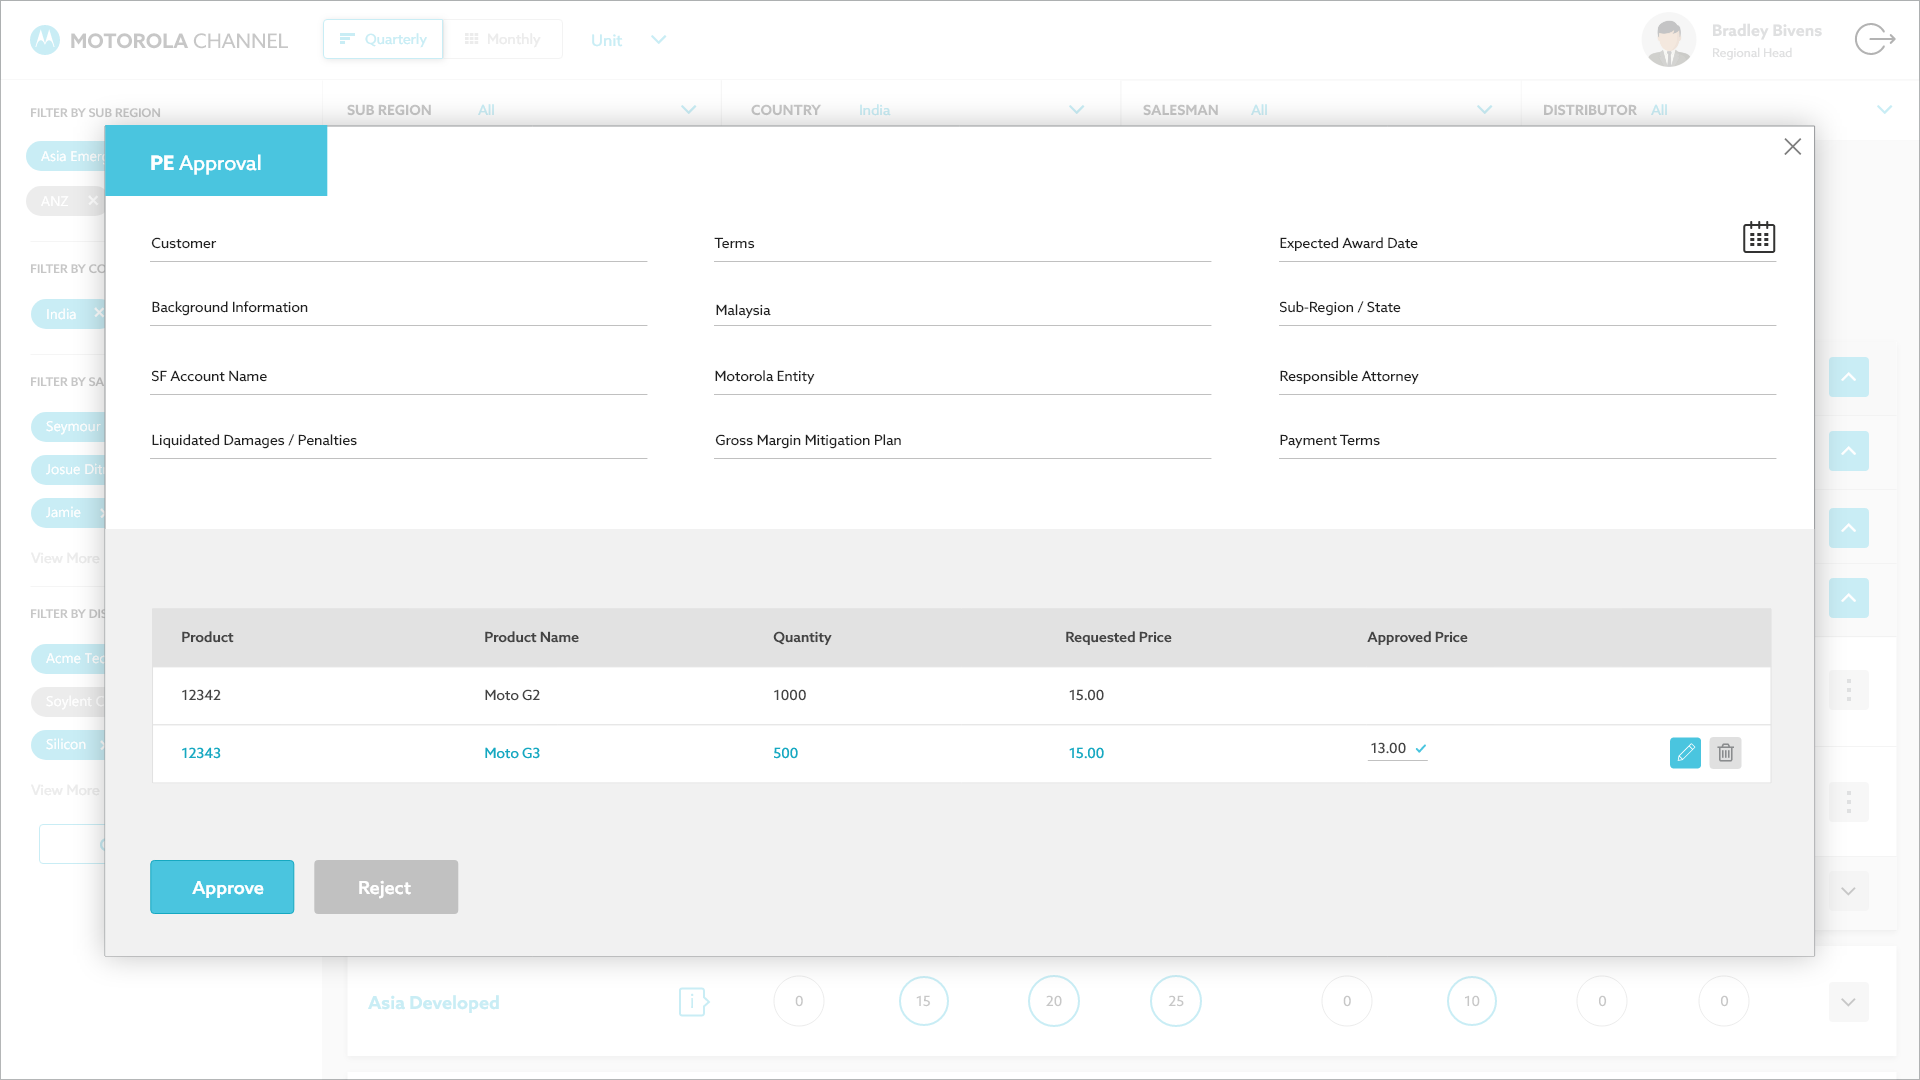 MOTOROLA CHANNEL
Quarterly
Monthly
Unit
Bradley Bivens
Regional Head
FILTER BY SUB REGION
SUB REGION All
COUNTRY India
SALESMAN All
DISTRIBUTOR All
Asia Emer
ANZ
FILTER BY CO
India
FILTER BY SA
Seymour
Josue Dit
Jamie
View More
FILTER BY DIS
Acme Tec
Soylent C
Silicon
View More
PE Approval
Customer
Terms
Expected Award Date
Background Information
Malaysia
Sub-Region / State
SF Account Name
Motorola Entity
Responsible Attorney
Liquidated Damages / Penalties
Gross Margin Mitigation Plan
Payment Terms
Product Product Name Quantity Requested Price Approved Price
12342 Moto G2 1000 15.00
12343 Moto G3 500 15.00 13.00
Approve
Reject
Asia Developed 0 15 20 25 0 10 0 0